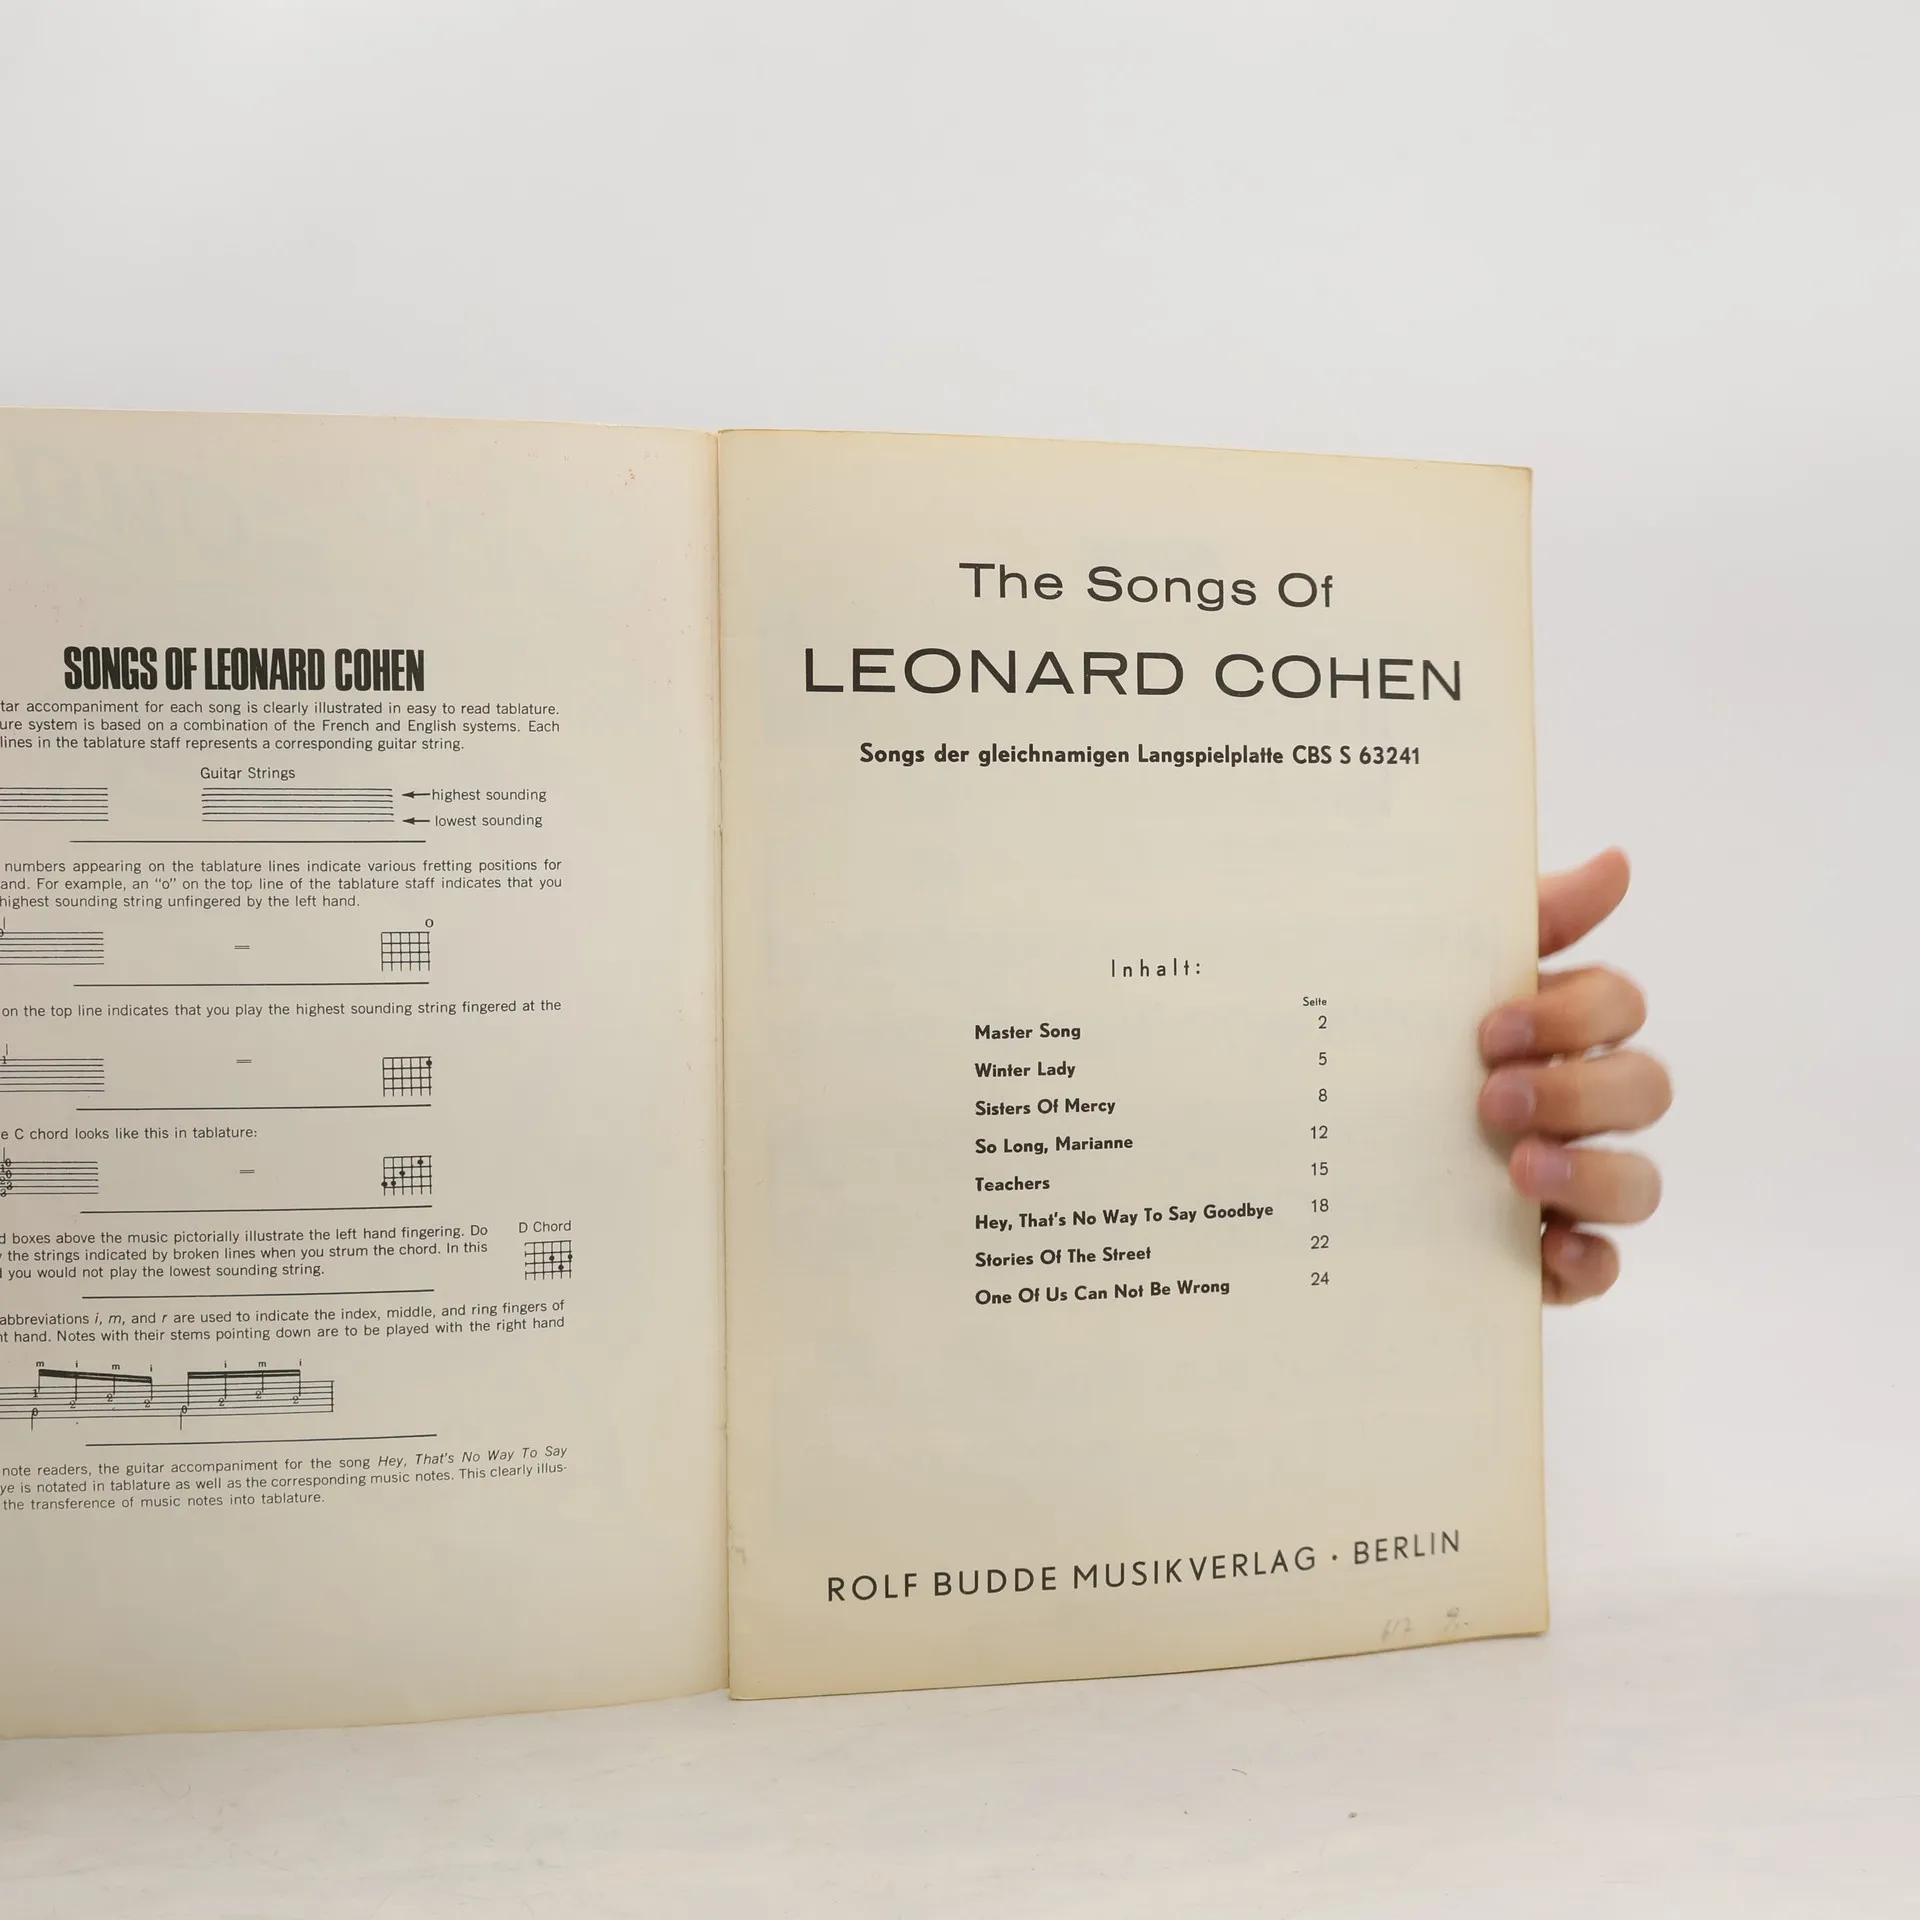 SONGS OF LEONARD COHEN
accompaniment for each song is clearly illustrated in easy to read tablature.
system is based on a combination of the French and English systems. Each
lines in the tablature staff represents a corresponding guitar string.
Guitar Strings
highest sounding
lowest sounding
numbers appearing on the tablature lines indicate various fretting positions for
For example, an “o” on the top line of the tablature staff indicates that you
highest sounding string unfingered by the left hand.
O
on the top line indicates that you play the highest sounding string fingered at the
C chord looks like this in tablature:
boxes above the music pictorially illustrate the left hand fingering. Do
the strings indicated by broken lines when you strum the chord. In this
you would not play the lowest sounding string.
D Chord
abbreviations i, m, and r are used to indicate the index, middle, and ring fingers of
hand. Notes with their stems pointing down are to be played with the right hand
m i m i i m i
note readers, the guitar accompaniment for the song Hey, That's No Way To Say
is notated in tablature as well as the corresponding music notes. This clearly illus-
the transference of music notes into tablature.
The Songs Of
LEONARD COHEN
Songs der gleichnamigen Langspielplatte CBS S 63241
Inhalt:
Seite
Master Song 2
Winter Lady 5
Sisters Of Mercy 8
So Long, Marianne 12
Teachers 15
Hey, That's No Way To Say Goodbye 18
Stories Of The Street 22
One Of Us Can Not Be Wrong 24
ROLF BUDDE MUSIKVERLAG · BERLIN